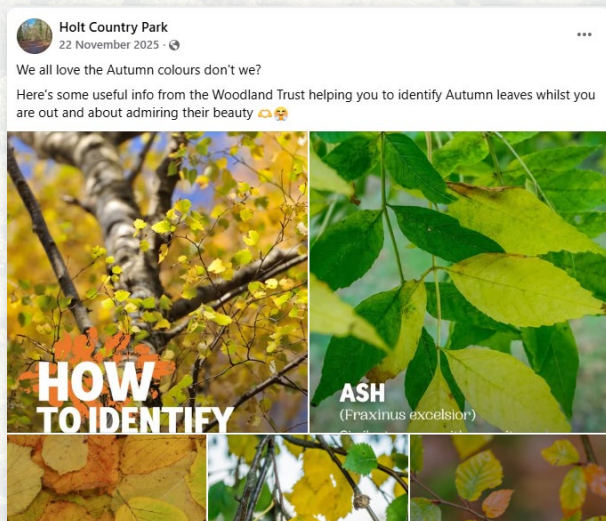 Holt Country Park
22 November 2025 ·
We all love the Autumn colours don't we?
Here's some useful info from the Woodland Trust helping you to identify Autumn leaves whilst you
are out and about admiring their beauty 🫶🍂
HOW
TO IDENTIFY
ASH
(Fraxinus excelsior)